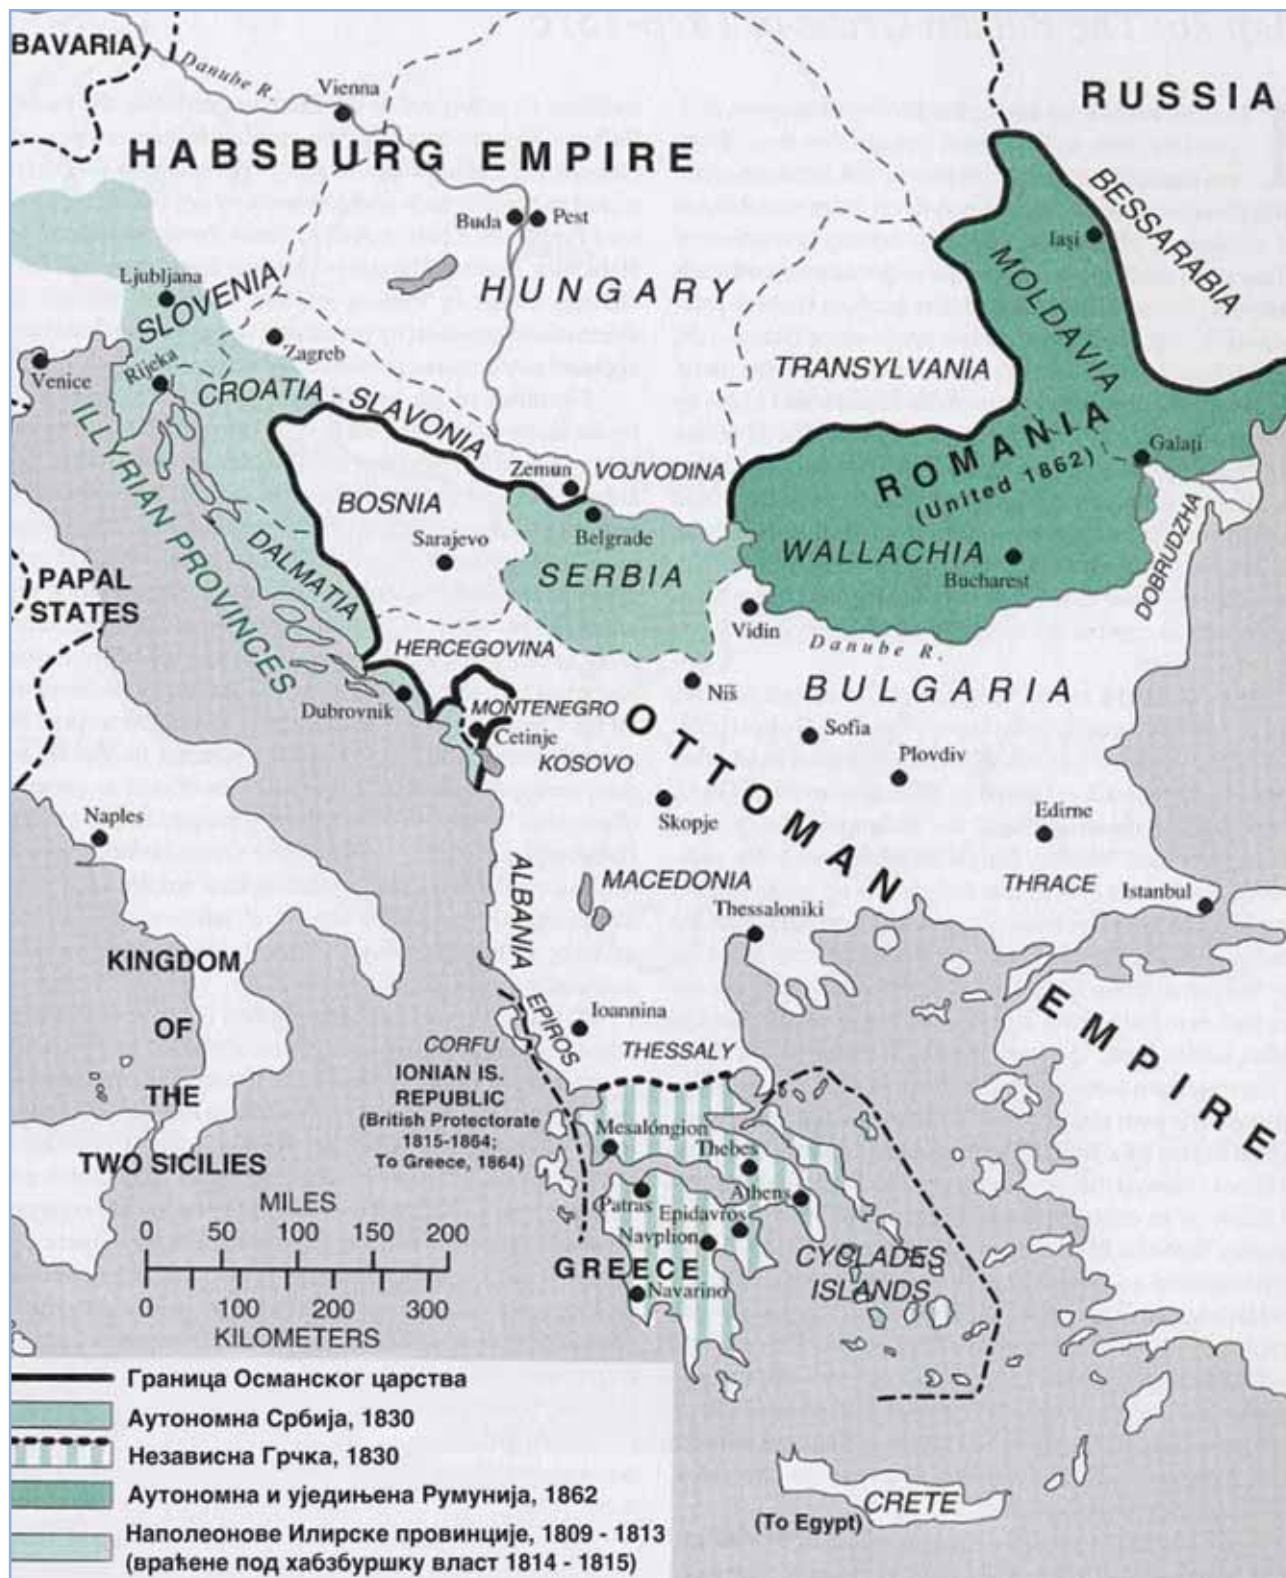 BAVARIA
Danube R.
Vienna
RUSSIA
HABSBURG EMPIRE
BESSARABIA
Buda
Pest
Iași
MOLDAVIA
Ljubljana
SLOVENIA
HUNGARY
Zagreb
Venice
Rijeka
TRANSYLVANIA
CROATIA - SLAVONIA
ROMANIA
(United 1862)
Galați
Zemun
VOJVODINA
BOSNIA
ILLYRIAN PROVINCES
Belgrade
DOBRUDZHA
Sarajevo
DALMATIA
SERBIA
WALLACHIA
Bucharest
PAPAL
STATES
Vidin
Danube R.
HERCEGOVINA
Niš
BULGARIA
Dubrovnik
MONTENEGRO
Cetinje
KOSOVO
Sofia
Plovdiv
OTTOMAN
Skopje
Naples
Edirne
ALBANIA
MACEDONIA
THRACE
Istanbul
Thessaloniki
KINGDOM
OF
THE
TWO SICILIES
EMPIRE
EPIROS
Ioannina
CORFU
THESSALY
IONIAN IS.
REPUBLIC
(British Protectorate
1815-1864;
To Greece, 1864)
Mesalóngion
Thebes
Patras
Athens
Epidavros
Navplion
GREECE
Navarino
CYCLADES
ISLANDS
MILES
0 50 100 150 200
0 100 200 300
KILOMETERS
CRETE
(To Egypt)
Граница Османског царства
Аутономна Србија, 1830
Независна Грчка, 1830
Аутономна и уједињена Румунија, 1862
Наполеонове Илирске провинције, 1809 - 1813
(враћене под хабзбуршку власт 1814 - 1815)